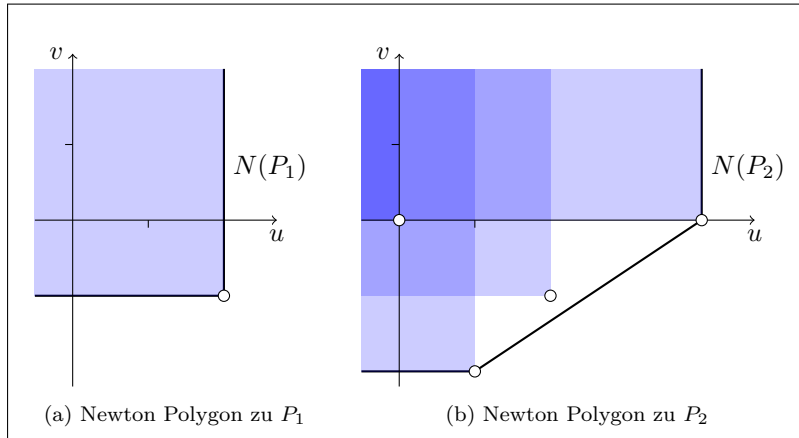 v
v
N(P₁)
N(P₂)
u
u
(a) Newton Polygon zu P₁
(b) Newton Polygon zu P₂